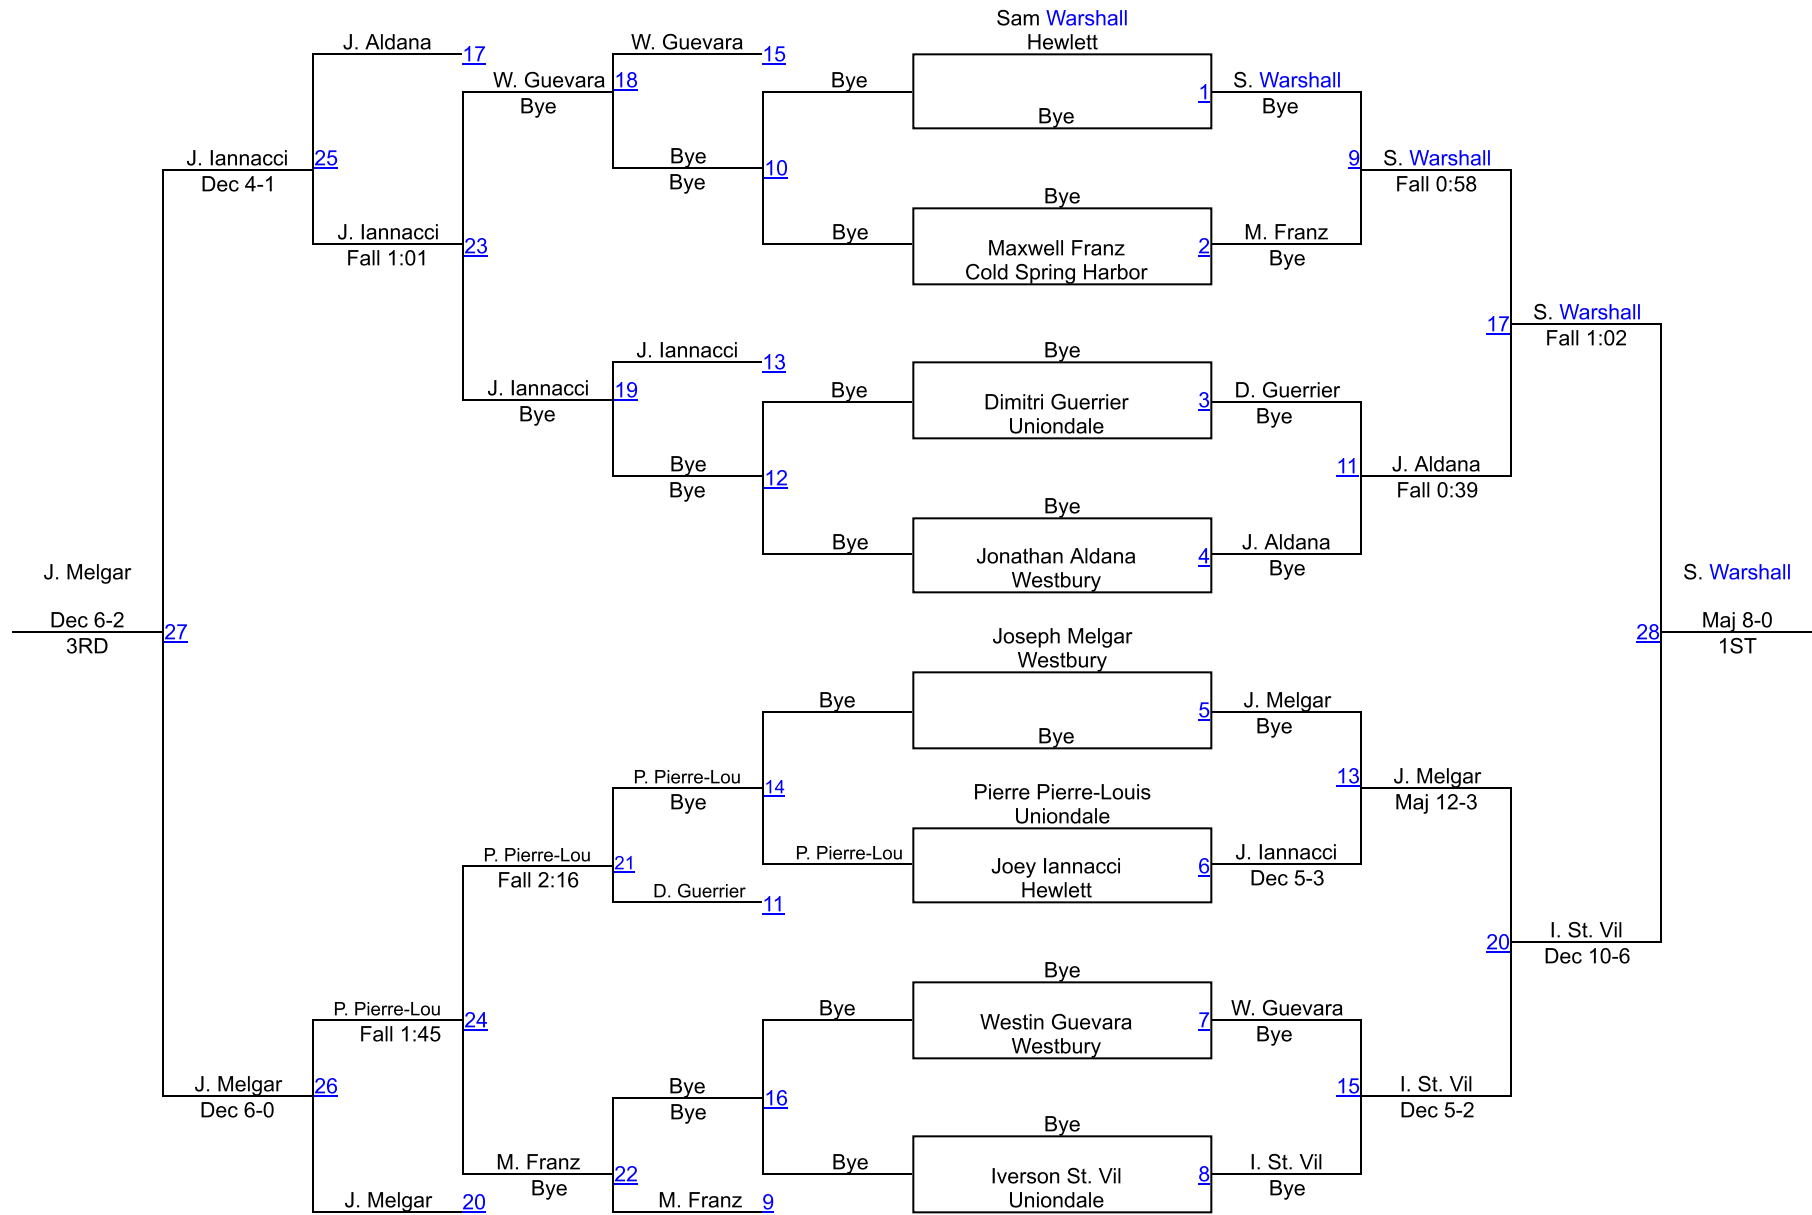 Sam Warshall
J. Aldana
W. Guevara
Hewlett
17
15
W. Guevara
18
Bye
1
S. Warshall
Bye
Bye
Bye
Bye
J. Iannacci
25
Bye
10
9
S. Warshall
Dec 4-1
Bye
Fall 0:58
Bye
J. Iannacci
23
Bye
Maxwell Franz
2
M. Franz
Fall 1:01
Cold Spring Harbor
Bye
S. Warshall
17
Fall 1:02
J. Iannacci
13
Bye
J. Iannacci
19
Bye
Dimitri Guerrier
3
D. Guerrier
Bye
Uniondale
Bye
Bye
12
11
J. Aldana
Bye
Fall 0:39
Bye
Bye
Jonathan Aldana
4
J. Aldana
Westbury
Bye
J. Melgar
S. Warshall
Dec 6-2
27
28
Maj 8-0
3RD
1ST
Joseph Melgar
Westbury
Bye
5
J. Melgar
Bye
Bye
P. Pierre-Lou
14
Pierre Pierre-Louis
13
J. Melgar
Bye
Uniondale
Maj 12-3
P. Pierre-Lou
21
P. Pierre-Lou
Joey Iannacci
6
J. Iannacci
Fall 2:16
D. Guerrier
11
Hewlett
Dec 5-3
20
I. St. Vil
Dec 10-6
Bye
P. Pierre-Lou
24
Bye
Westin Guevara
7
W. Guevara
Fall 1:45
Westbury
Bye
J. Melgar
26
Bye
16
15
I. St. Vil
Dec 6-0
Bye
Dec 5-2
Bye
M. Franz
22
Bye
Iverson St. Vil
8
I. St. Vil
Bye
Uniondale
Bye
J. Melgar
20
M. Franz
9